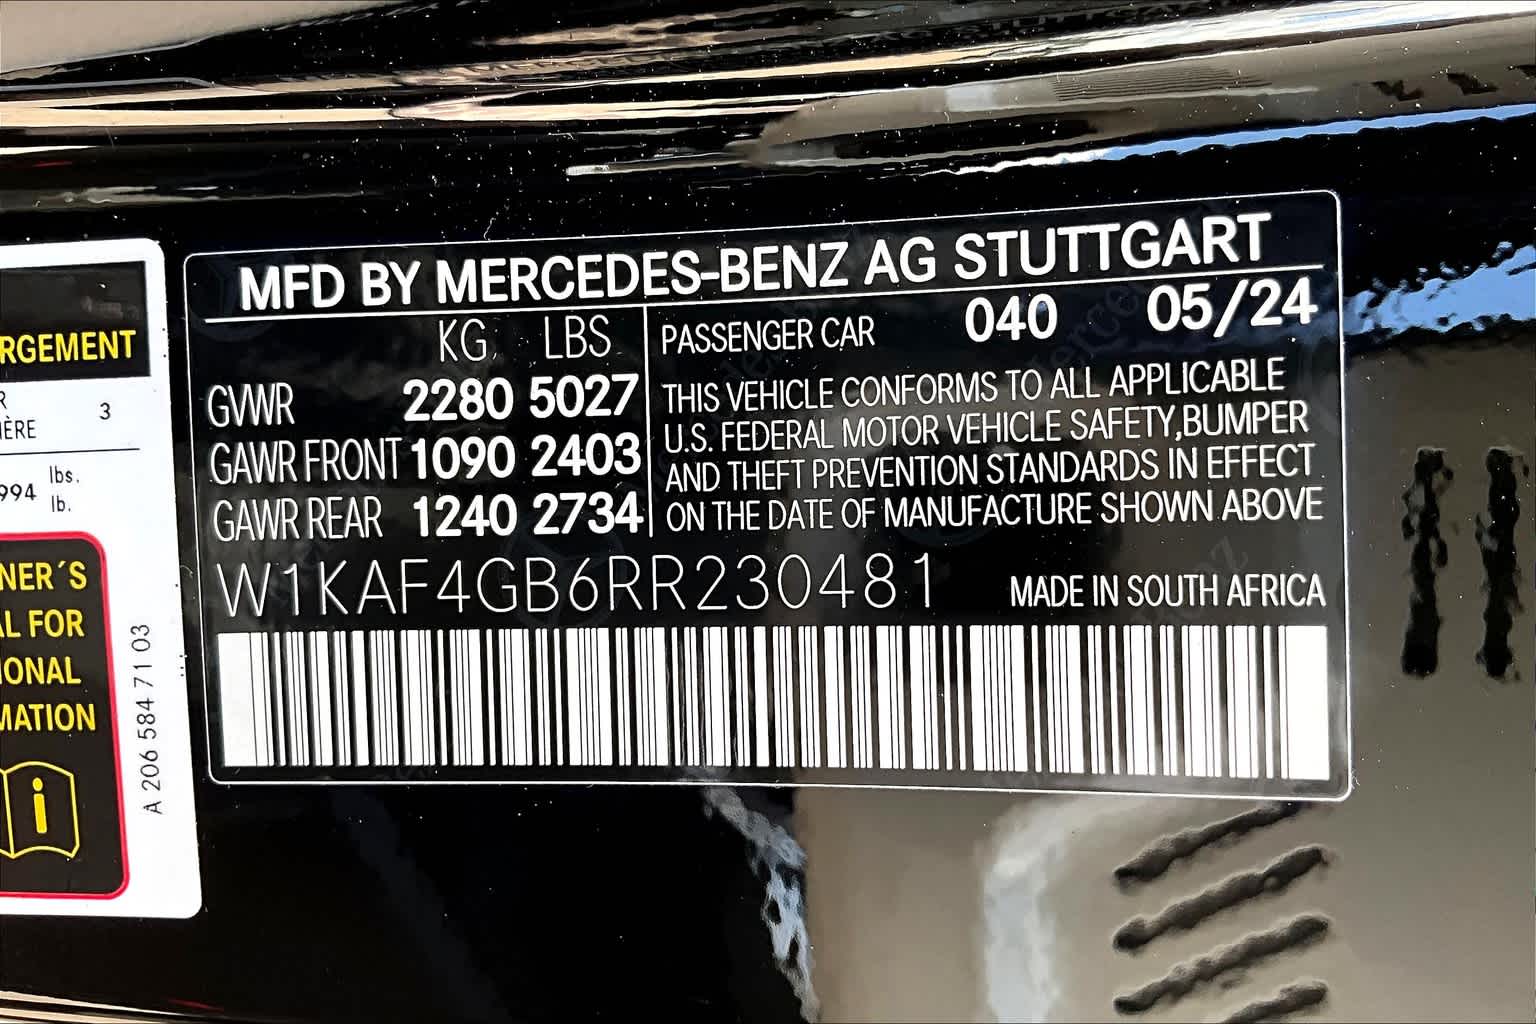 RGEMENT
R
IÈRE 3
994 lbs.
lb.
NER´S
AL FOR
IONAL
MATION
i
A 206 584 71 03
MFD BY MERCEDES-BENZ AG STUTTGART
KG LBS
GVWR 2280 5027
GAWR FRONT 1090 2403
GAWR REAR 1240 2734
PASSENGER CAR 040 05/24
THIS VEHICLE CONFORMS TO ALL APPLICABLE
U.S. FEDERAL MOTOR VEHICLE SAFETY,BUMPER
AND THEFT PREVENTION STANDARDS IN EFFECT
ON THE DATE OF MANUFACTURE SHOWN ABOVE
W1KAF4GB6RR230481 MADE IN SOUTH AFRICA